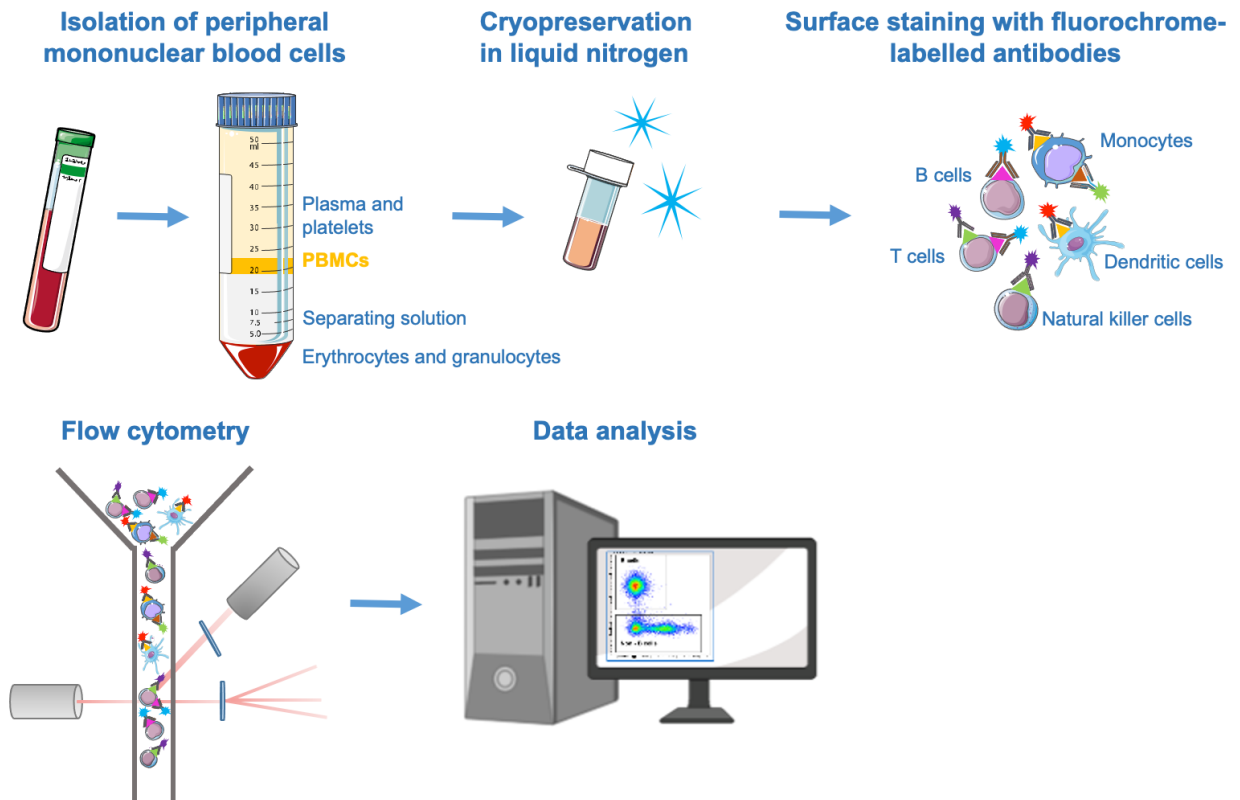 Isolation of peripheral
mononuclear blood cells
Cryopreservation
in liquid nitrogen
Surface staining with fluorochrome-
labelled antibodies
50
ml
45
40
35
30
25
20
15
10
7.5
5.0
Plasma and
platelets
PBMCs
Separating solution
Erythrocytes and granulocytes
Monocytes
B cells
T cells
Dendritic cells
Natural killer cells
Flow cytometry
Data analysis